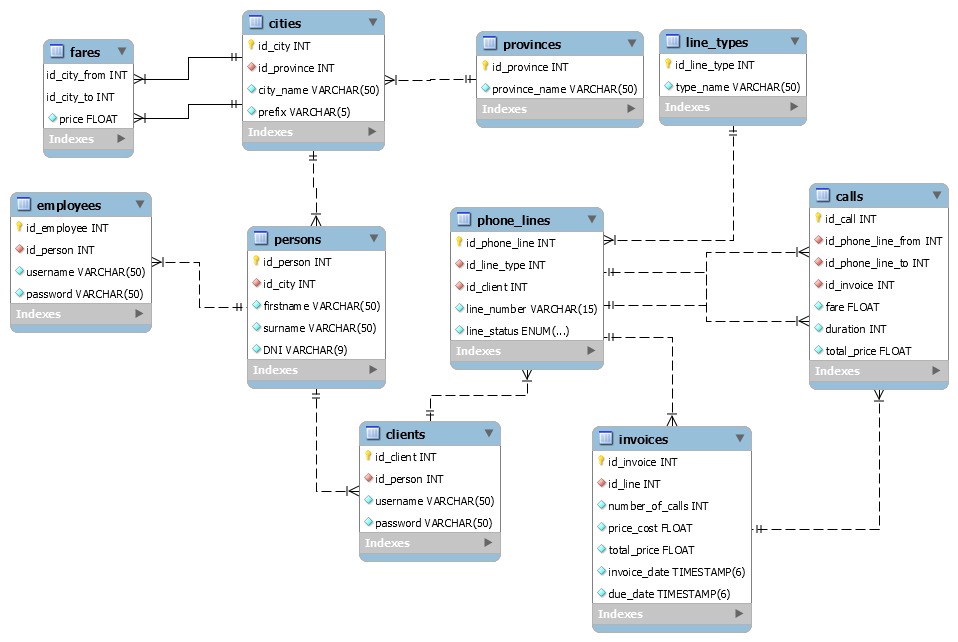 fares
id_city_from INT
id_city_to INT
price FLOAT
Indexes
cities
id_city INT
id_province INT
city_name VARCHAR(50)
prefix VARCHAR(5)
Indexes
provinces
id_province INT
province_name VARCHAR(50)
Indexes
line_types
id_line_type INT
type_name VARCHAR(50)
Indexes
employees
id_employee INT
id_person INT
username VARCHAR(50)
password VARCHAR(50)
Indexes
persons
id_person INT
id_city INT
firstname VARCHAR(50)
surname VARCHAR(50)
DNI VARCHAR(9)
Indexes
phone_lines
id_phone_line INT
id_line_type INT
id_client INT
line_number VARCHAR(15)
line_status ENUM(...)
Indexes
calls
id_call INT
id_phone_line_from INT
id_phone_line_to INT
id_invoice INT
fare FLOAT
duration INT
total_price FLOAT
Indexes
clients
id_client INT
id_person INT
username VARCHAR(50)
password VARCHAR(50)
Indexes
invoices
id_invoice INT
id_line INT
number_of_calls INT
price_cost FLOAT
total_price FLOAT
invoice_date TIMESTAMP(6)
due_date TIMESTAMP(6)
Indexes